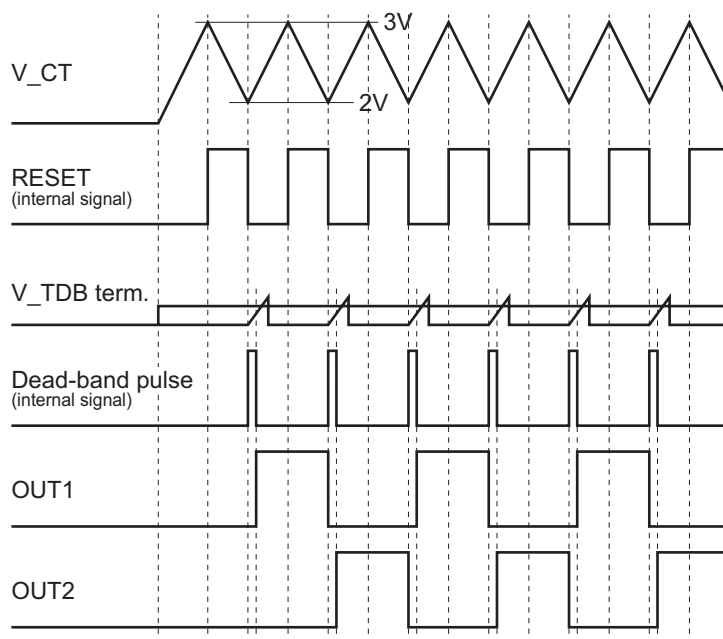 3V
V_CT
2V
RESET
(internal signal)
V_TDB term.
Dead-band pulse
(internal signal)
OUT1
OUT2